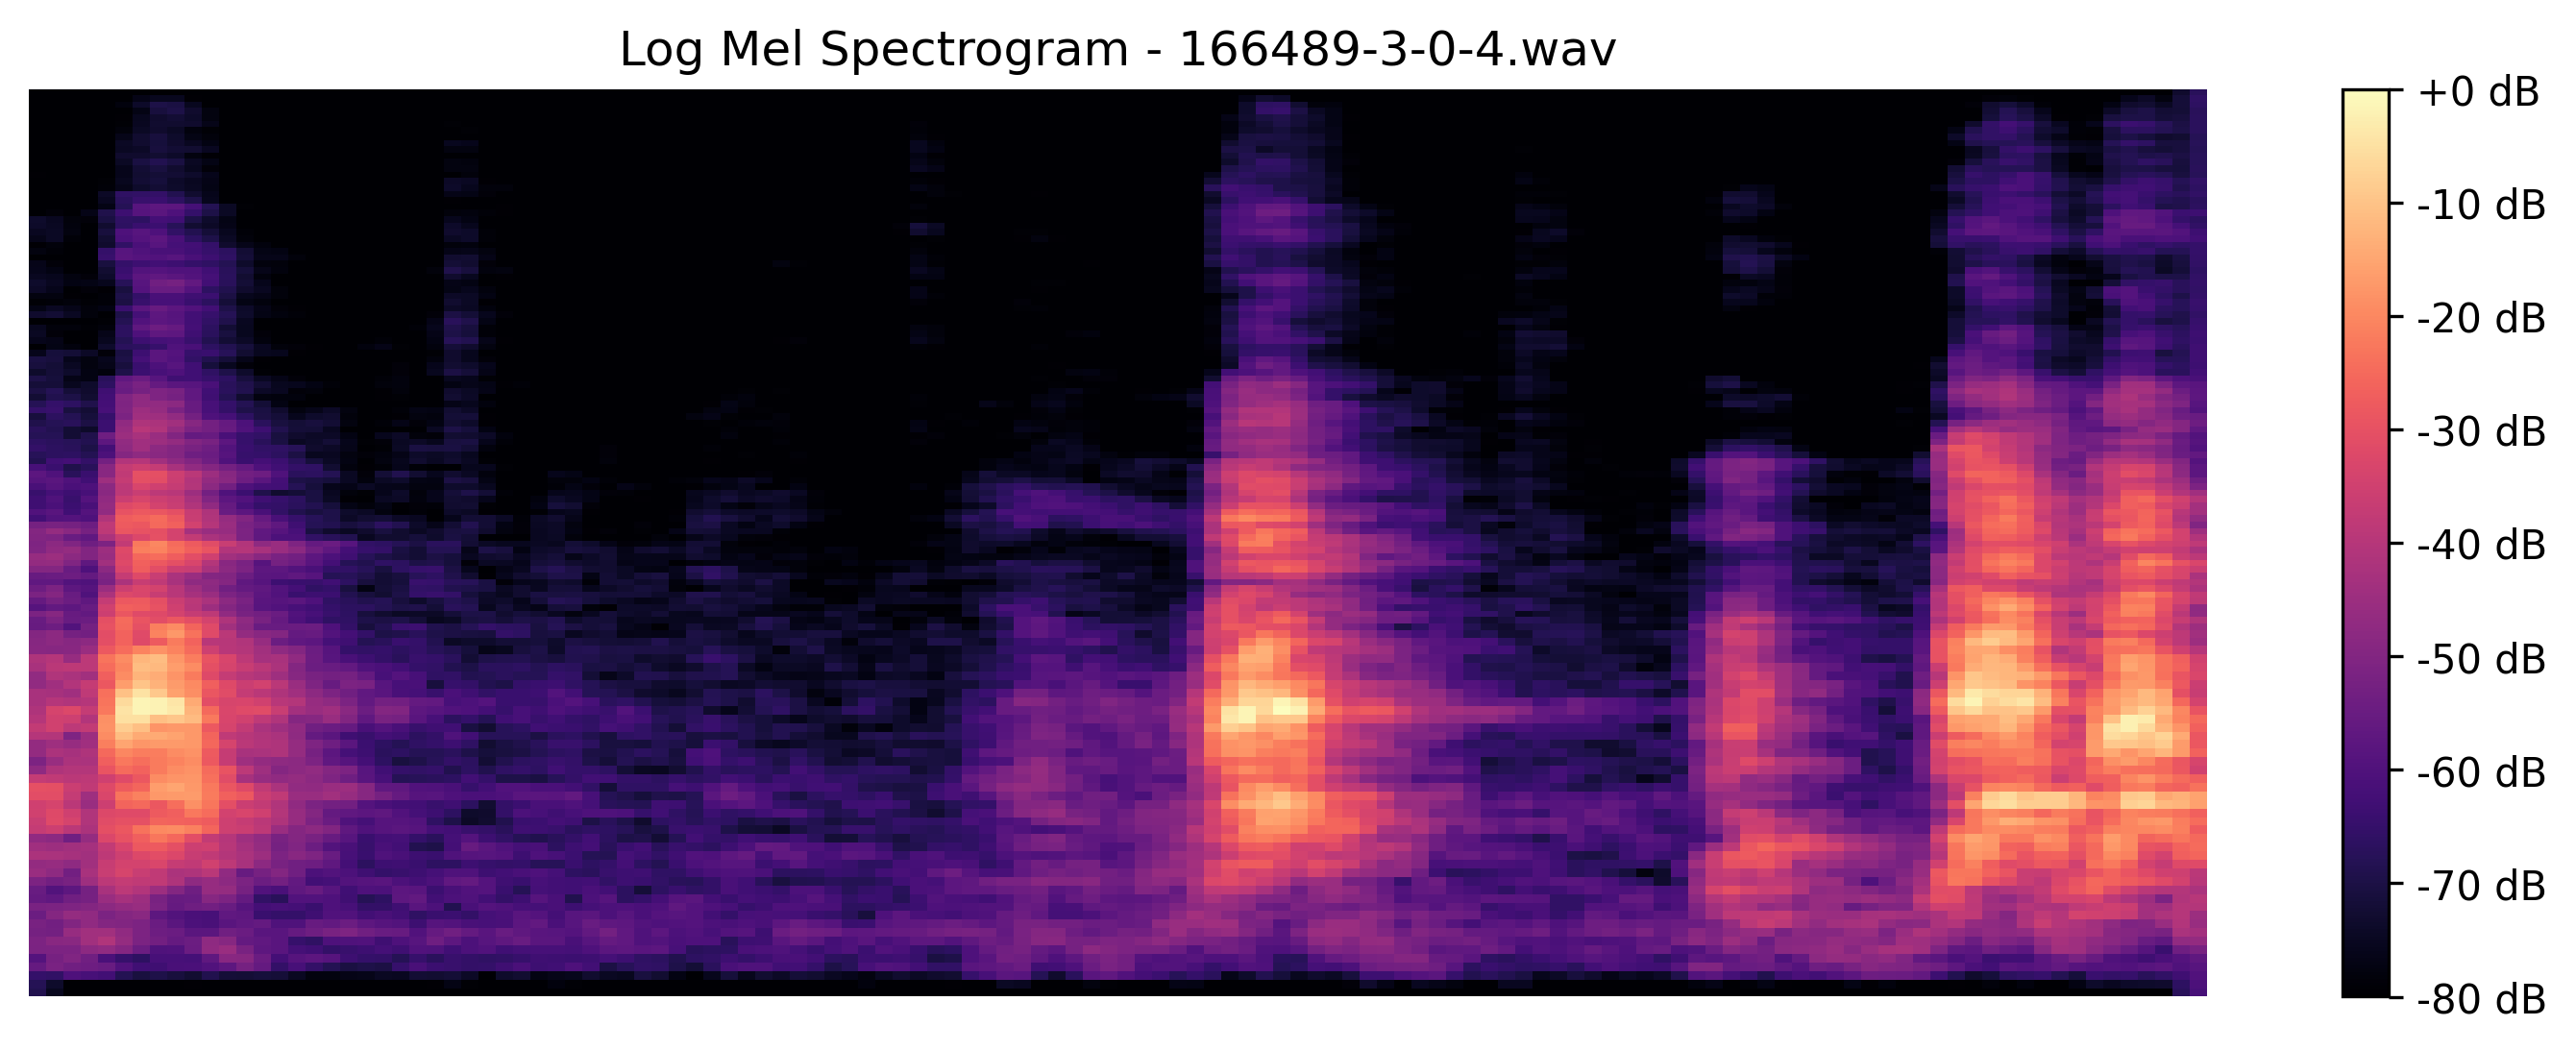 Log Mel Spectrogram - 166489-3-0-4.wav
+0 dB
-10 dB
-20 dB
-30 dB
-40 dB
-50 dB
-60 dB
-70 dB
-80 dB